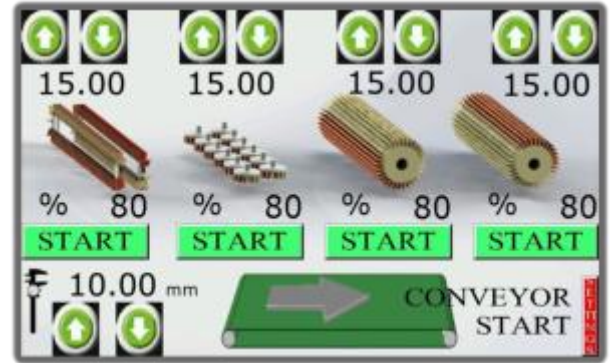 15.00 15.00 15.00 15.00
% 80 % 80 % 80 % 80
START START START START
10.00 mm
CONVEYOR
START
SETTINGS